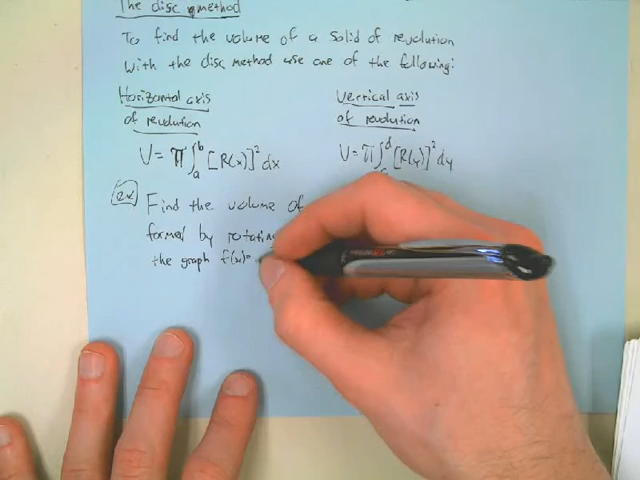 The disc method
To find the volume of a solid of revolution
with the disc method use one of the following:
Horizontal axis
of revolution
V = π∫ₐᵇ [R(x)]² dx
Vertical axis
of revolution
V = π∫ᵈ [R(y)]² dy
ex Find the volume of
formed by rotating
the graph f(x)=